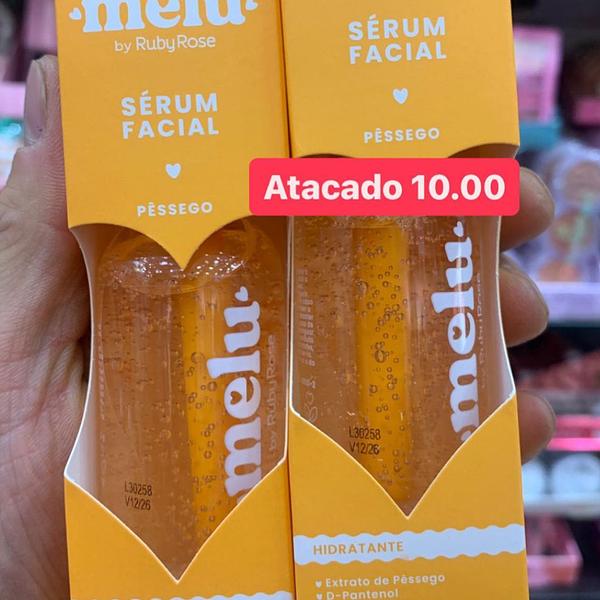 melu
by RubyRose
SÉRUM
FACIAL
PÊSSEGO
SÉRUM
FACIAL
PÊSSEGO
Atacado 10.00
melu
by RubyRose
L30258
V12/26
melu
by RubyRose
L30258
V12/26
HIDRATANTE
Extrato de Pêssego
D-Pantenol